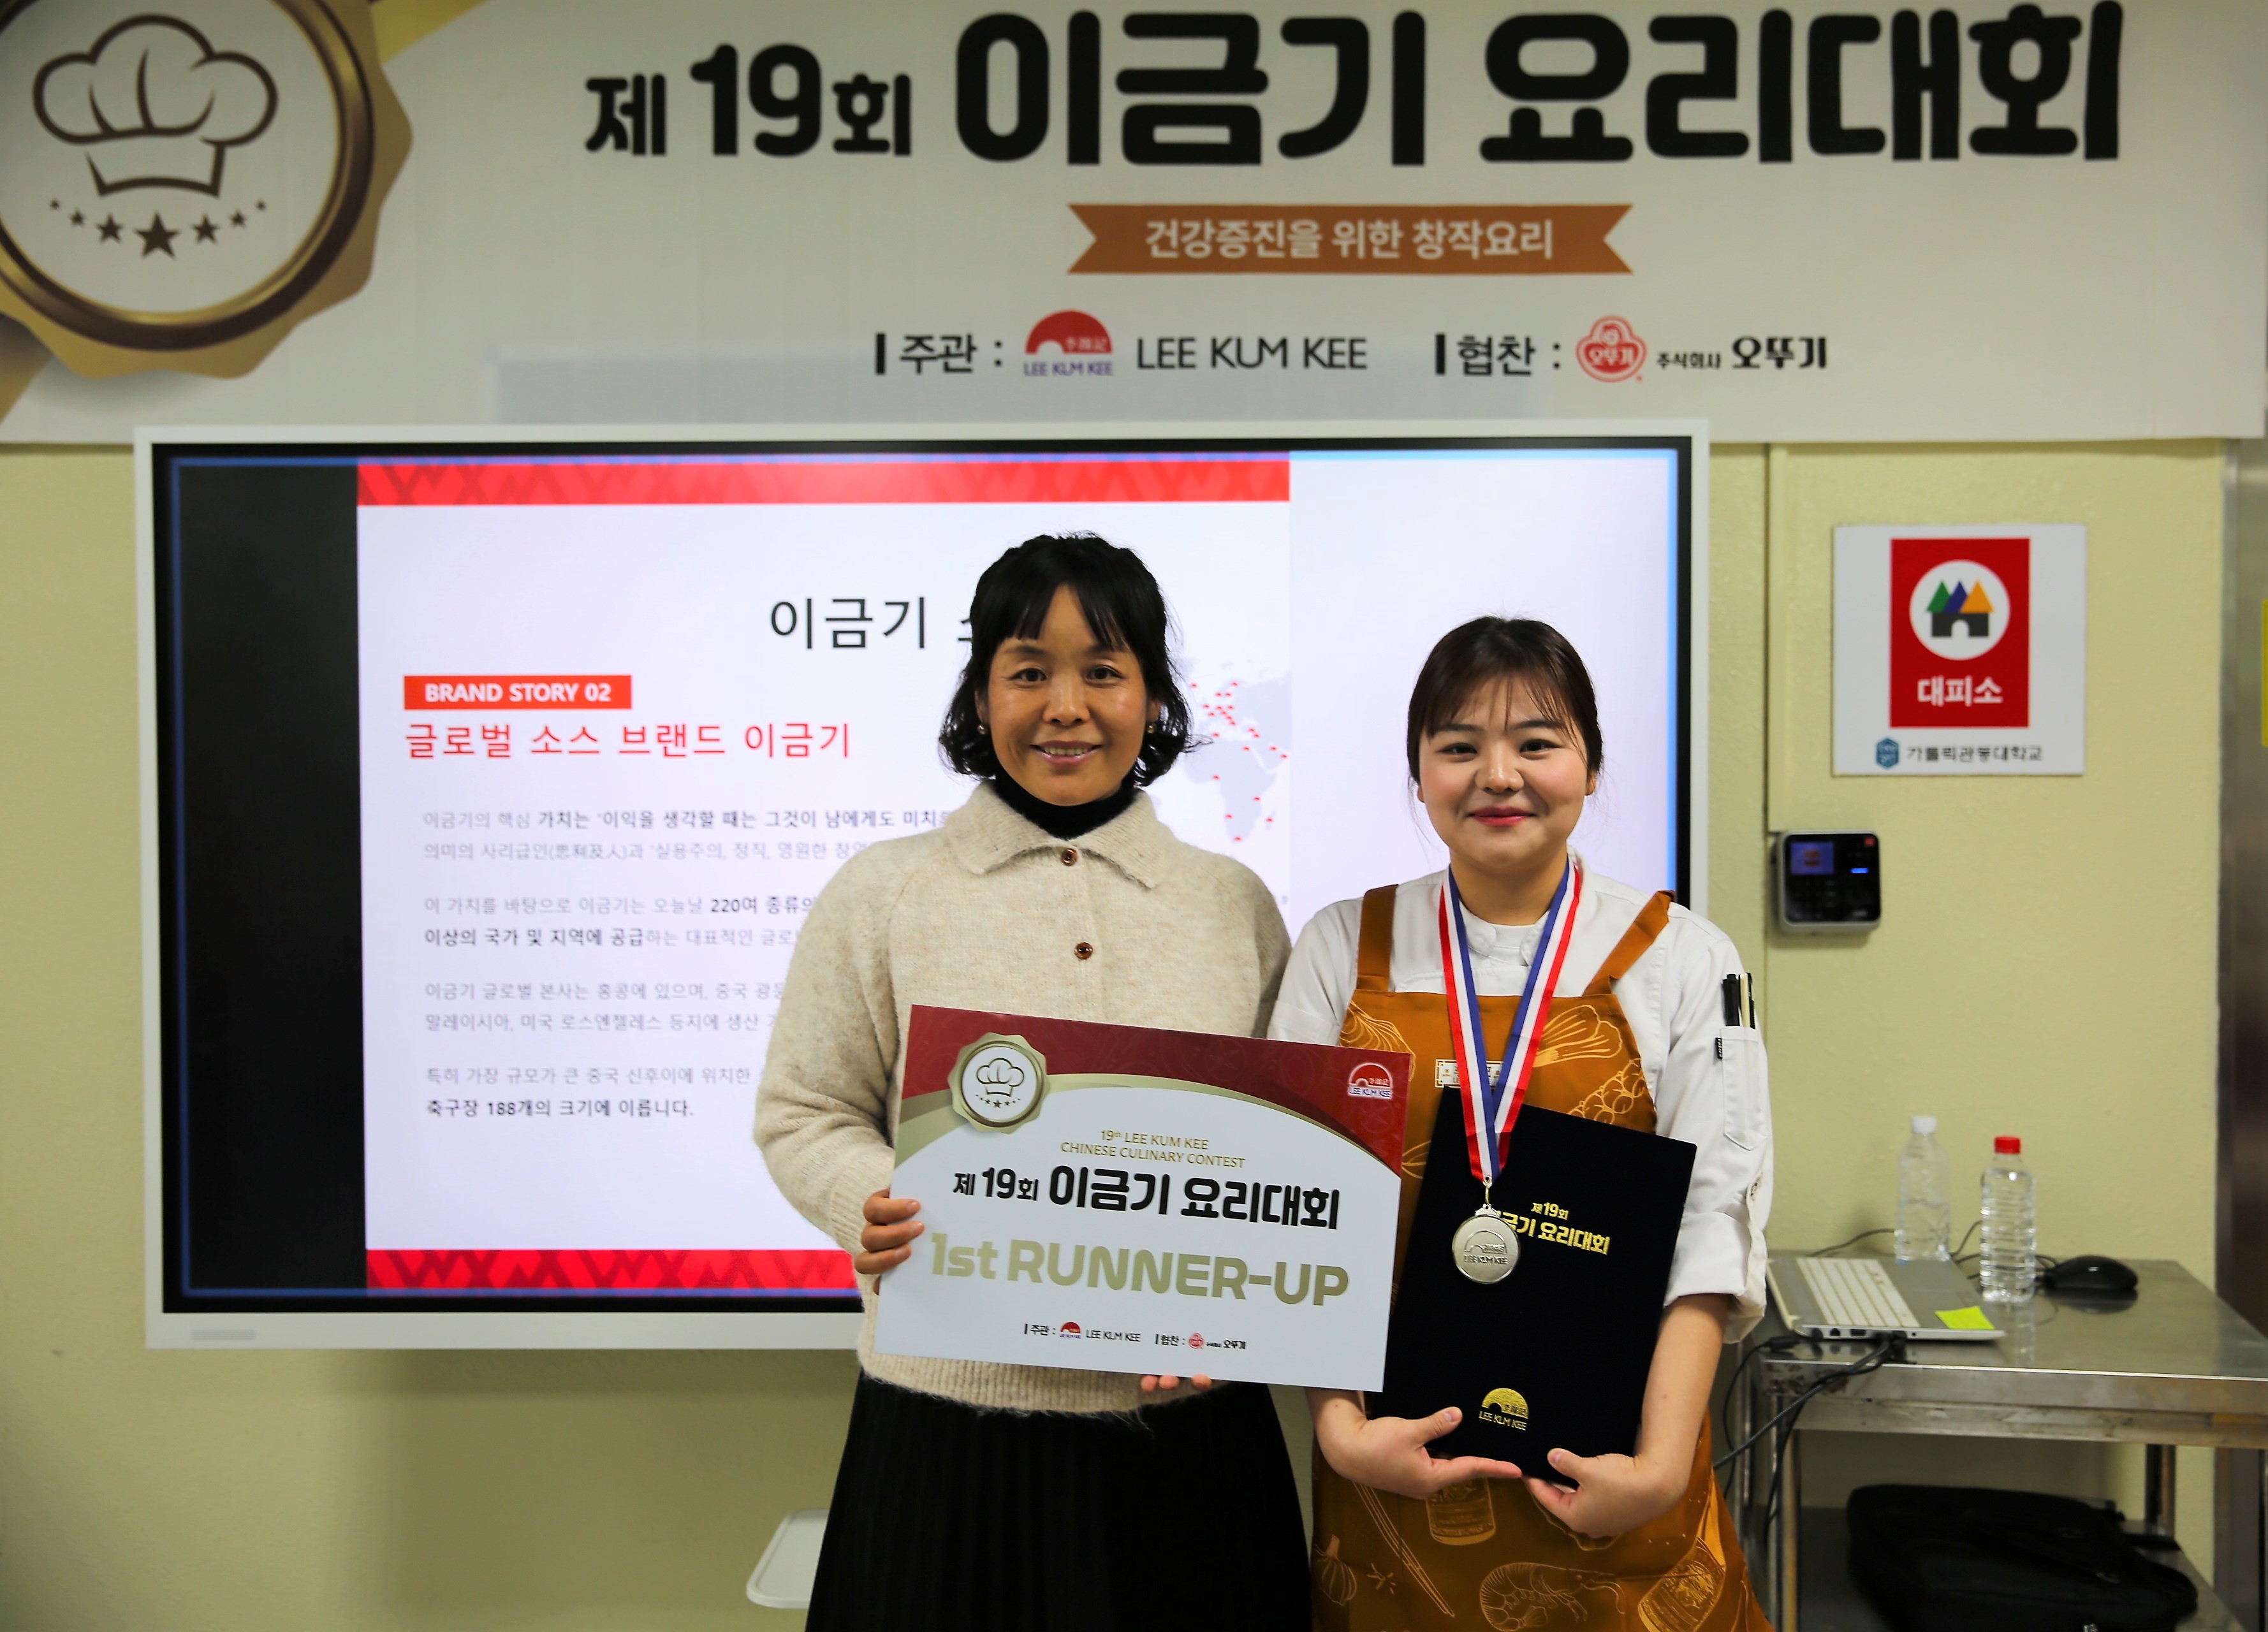 제 19회 이금기 요리대회
건강증진을 위한 창작요리
주관 : 李錦記 LEE KUM KEE LEE KUM KEE 협찬 : 오뚜기 주식회사 오뚜기
이금기
BRAND STORY 02
글로벌 소스 브랜드 이금기
이금기의 핵심 가치는 '이익을 생각할 때는 그것이 남에게도 미치
의미의 사리급인(思利及人)과 '실용주의, 정직, 영원한 창업
이 가치를 바탕으로 이금기는 오늘날 220여 종류의
이상의 국가 및 지역에 공급하는 대표적인 글로
이금기 글로벌 본사는 홍콩에 있으며, 중국 광
말레이시아, 미국 로스엔젤레스 등지에 생산
특히 가장 규모가 큰 중국 신후이에 위치한
축구장 188개의 크기에 이릅니다.
대피소
가톨릭관동대학교
LEE KUM KEE
19th LEE KUM KEE
CHINESE CULINARY CONTEST
제 19회 이금기 요리대회
1st RUNNER-UP
주관 : LEE KUM KEE LEE KUM KEE 협찬 : 주식회사 오뚜기
제19회
금기 요리대회
LEE KUM KEE
LEE KUM KEE